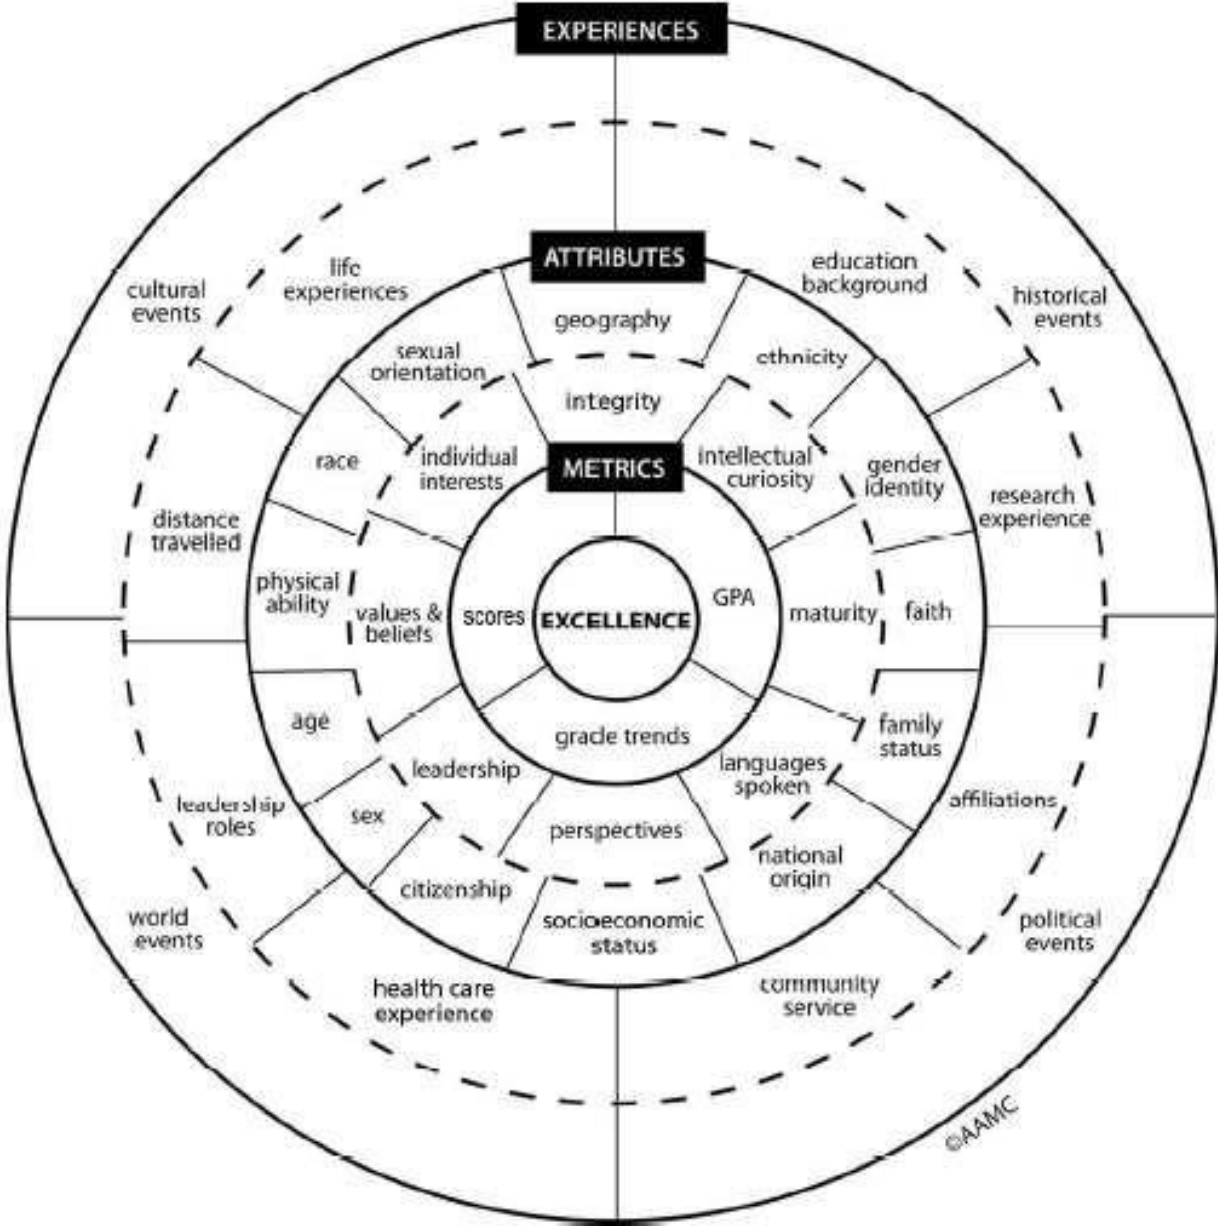 EXPERIENCES
ATTRIBUTES
life
experiences
education
background
cultural
events
historical
events
geography
sexual
orientation
ethnicity
integrity
race
individual
interests
METRICS
intellectual
curiosity
gender
identity
distance
travelled
research
experience
physical
ability
values &
beliefs
scores
EXCELLENCE
GPA
maturity
faith
age
grade trends
family
status
leadership
languages
spoken
leadership
roles
sex
perspectives
affiliations
citizenship
national
origin
world
events
socioeconomic
status
political
events
health care
experience
community
service
©AAMC